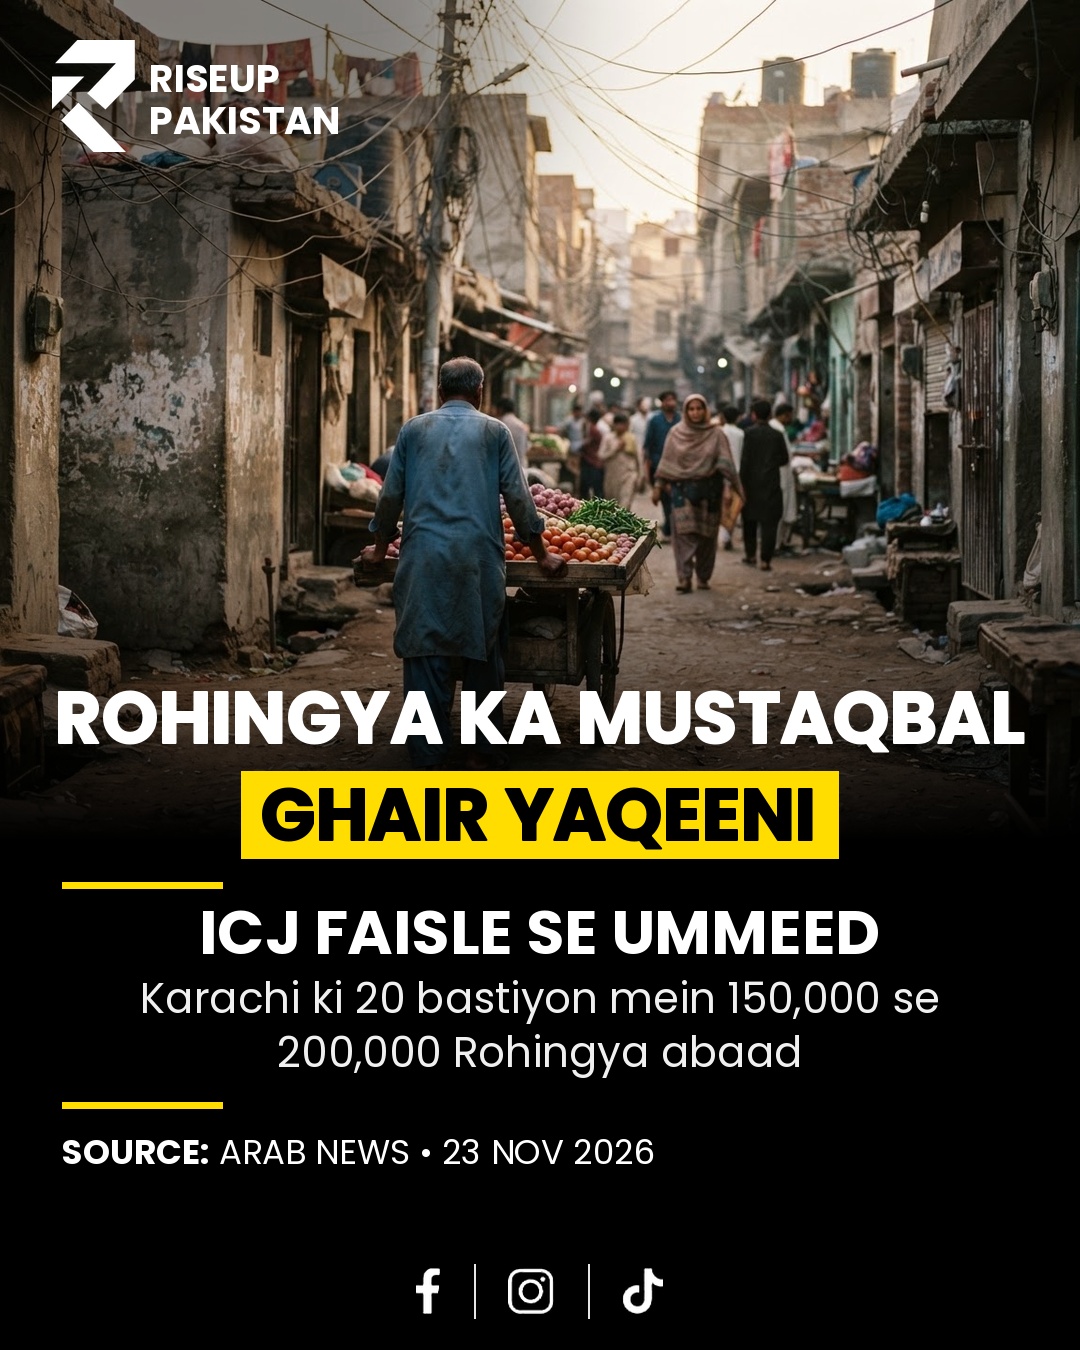 RISEUP
PAKISTAN
ROHINGYA KA MUSTAQBAL
GHAIR YAQEENI
ICJ FAISLE SE UMMEED
Karachi ki 20 bastiyon mein 150,000 se
200,000 Rohingya abaad
SOURCE: ARAB NEWS • 23 NOV 2026